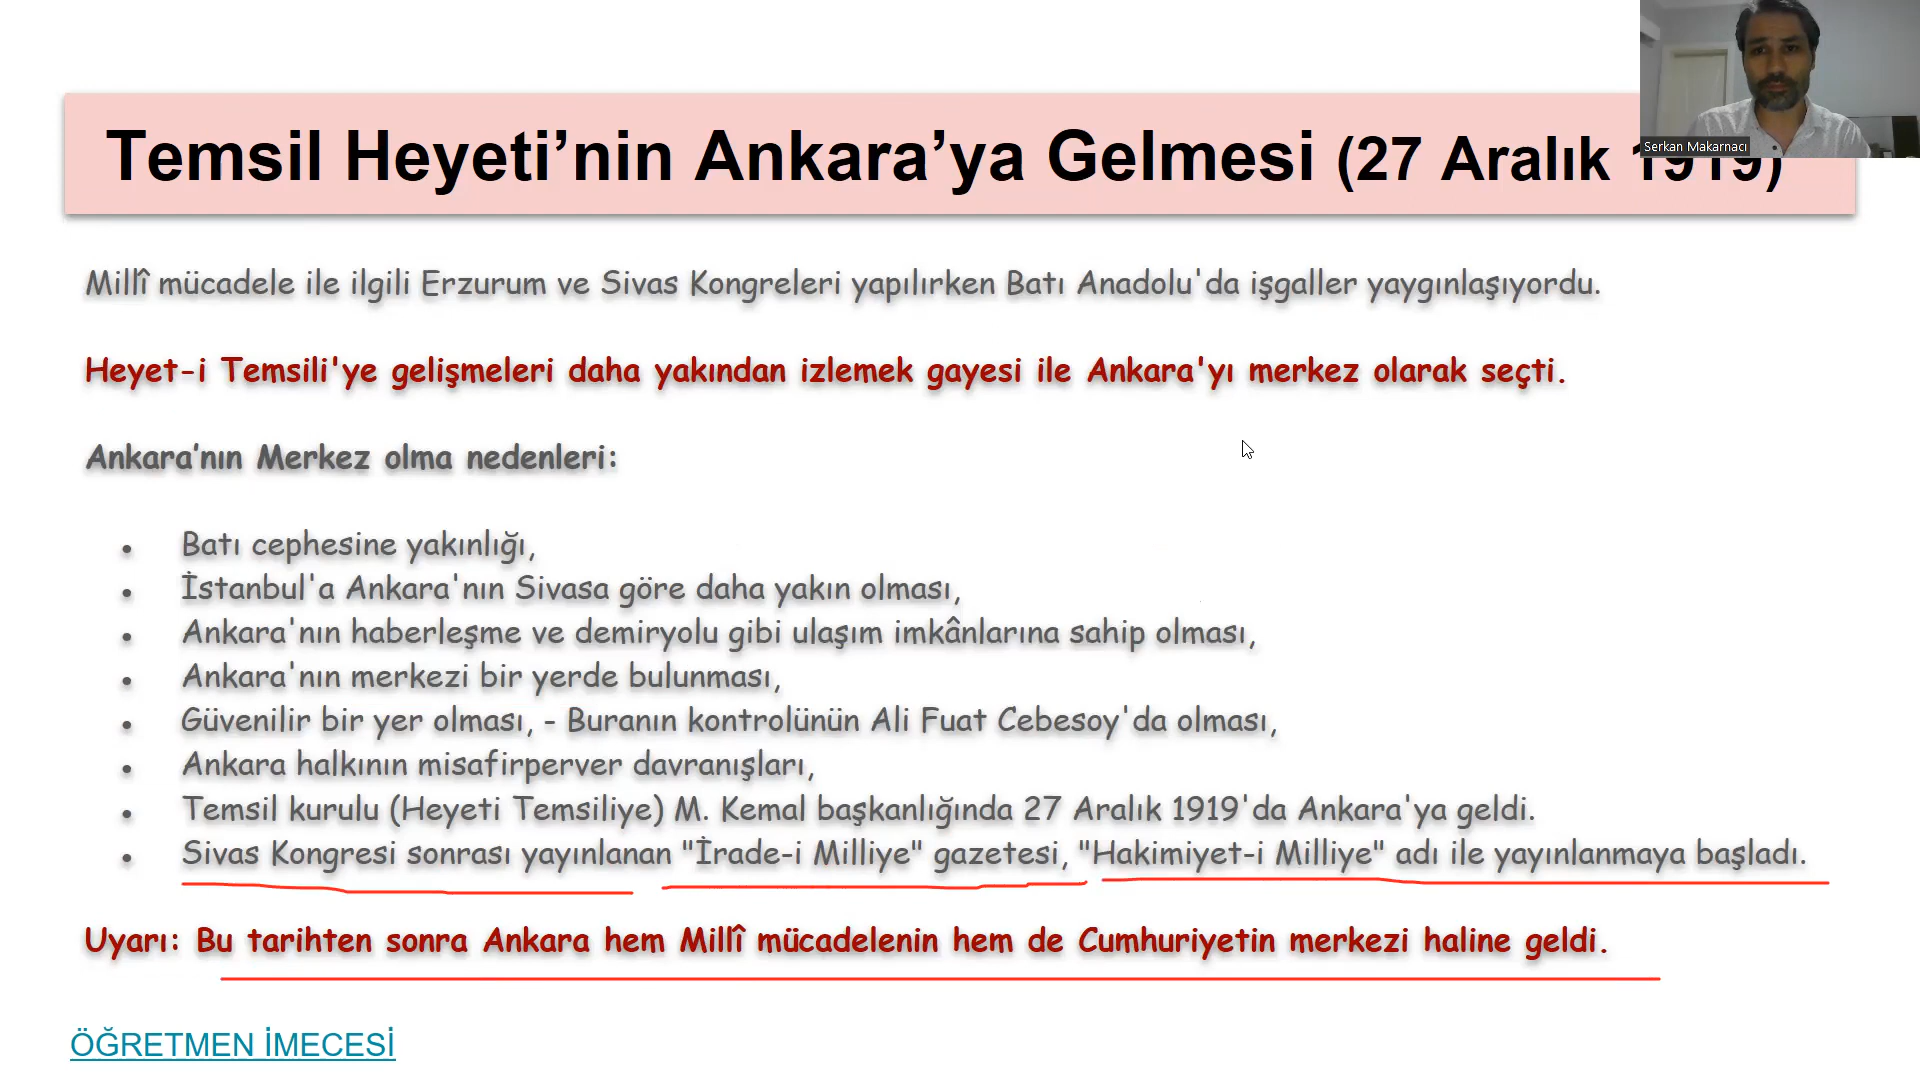 Temsil Heyeti’nin Ankara’ya Gelmesi (27 Aralık 1919)
Serkan Makarnacı
Millî mücadele ile ilgili Erzurum ve Sivas Kongreleri yapılırken Batı Anadolu'da işgaller yaygınlaşıyordu.
Heyet-i Temsili'ye gelişmeleri daha yakından izlemek gayesi ile Ankara'yı merkez olarak seçti.
Ankara’nın Merkez olma nedenleri:
• Batı cephesine yakınlığı,
• İstanbul'a Ankara'nın Sivasa göre daha yakın olması,
• Ankara'nın haberleşme ve demiryolu gibi ulaşım imkânlarına sahip olması,
• Ankara'nın merkezi bir yerde bulunması,
• Güvenilir bir yer olması, - Buranın kontrolünün Ali Fuat Cebesoy'da olması,
• Ankara halkının misafirperver davranışları,
• Temsil kurulu (Heyeti Temsiliye) M. Kemal başkanlığında 27 Aralık 1919'da Ankara'ya geldi.
• Sivas Kongresi sonrası yayınlanan "İrade-i Milliye" gazetesi, "Hakimiyet-i Milliye" adı ile yayınlanmaya başladı.
Uyarı: Bu tarihten sonra Ankara hem Millî mücadelenin hem de Cumhuriyetin merkezi haline geldi.
ÖĞRETMEN İMECESİ